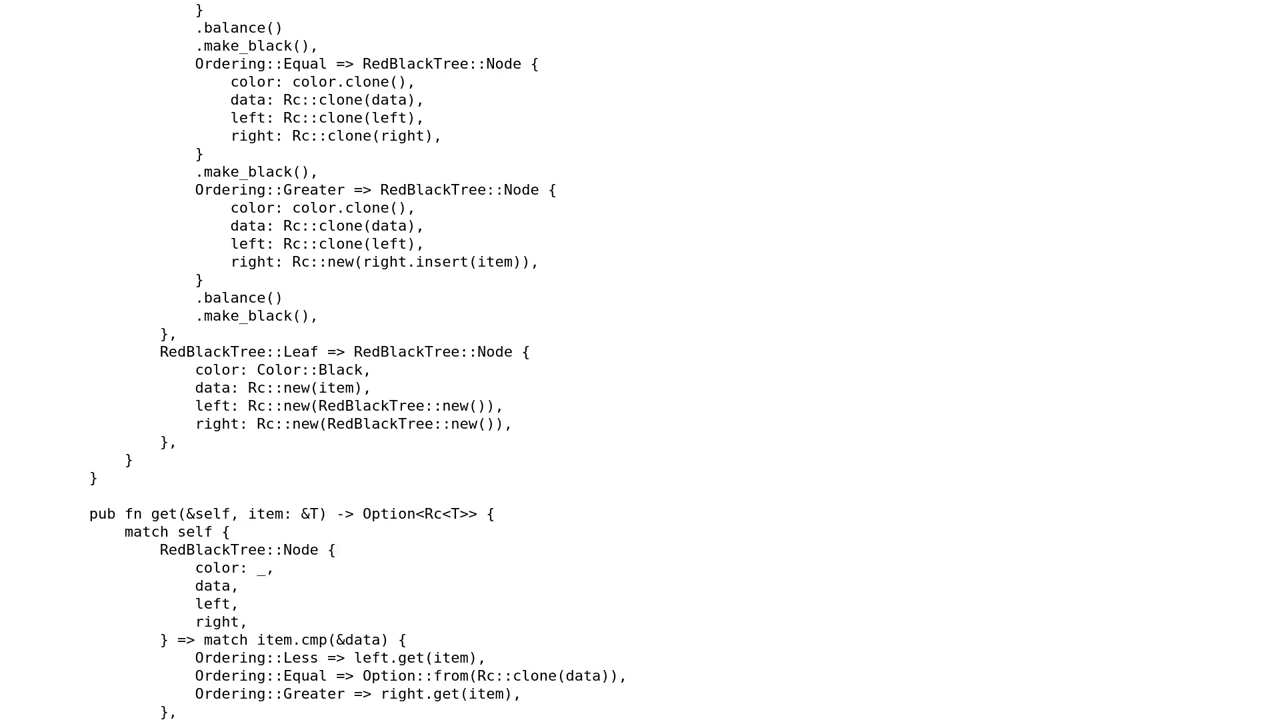 }
            .balance()
            .make_black(),
            Ordering::Equal => RedBlackTree::Node {
                color: color.clone(),
                data: Rc::clone(data),
                left: Rc::clone(left),
                right: Rc::clone(right),
            }
            .make_black(),
            Ordering::Greater => RedBlackTree::Node {
                color: color.clone(),
                data: Rc::clone(data),
                left: Rc::clone(left),
                right: Rc::new(right.insert(item)),
            }
            .balance()
            .make_black(),
        },
        RedBlackTree::Leaf => RedBlackTree::Node {
            color: Color::Black,
            data: Rc::new(item),
            left: Rc::new(RedBlackTree::new()),
            right: Rc::new(RedBlackTree::new()),
        },
    }
}

pub fn get(&self, item: &T) -> Option<Rc<T>> {
    match self {
        RedBlackTree::Node {
            color: _,
            data,
            left,
            right,
        } => match item.cmp(&data) {
            Ordering::Less => left.get(item),
            Ordering::Equal => Option::from(Rc::clone(data)),
            Ordering::Greater => right.get(item),
        },